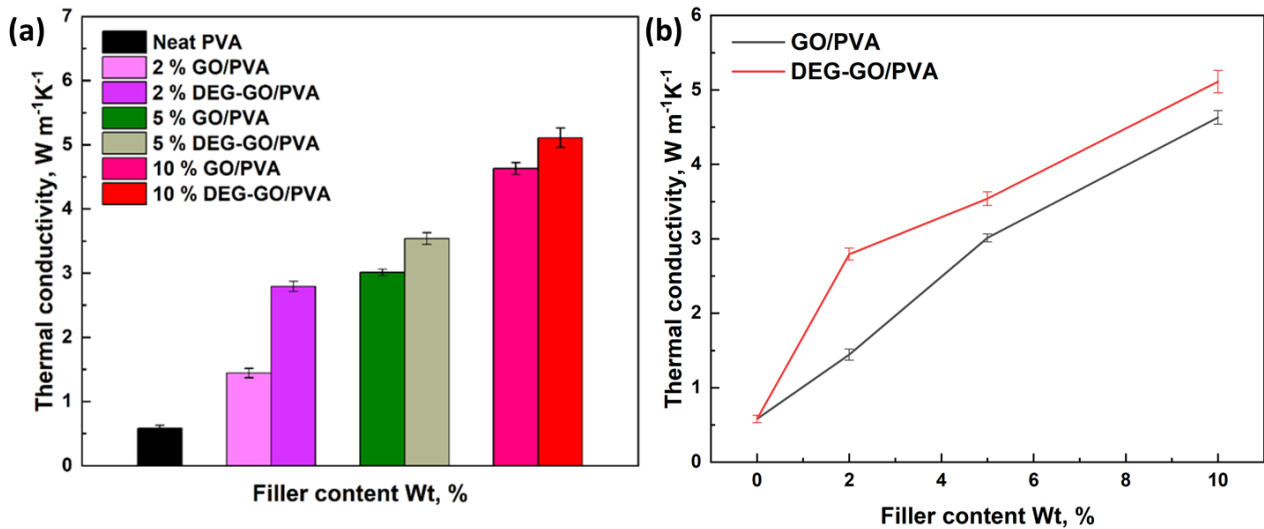 (a)
7
6
5
4
3
2
1
0
Thermal conductivity, W m⁻¹K⁻¹
Neat PVA
2 % GO/PVA
2 % DEG-GO/PVA
5 % GO/PVA
5 % DEG-GO/PVA
10 % GO/PVA
10 % DEG-GO/PVA
Filler content Wt, %
(b)
6
5
4
3
2
1
0
Thermal conductivity, W m⁻¹K⁻¹
GO/PVA
DEG-GO/PVA
0 2 4 6 8 10
Filler content Wt, %